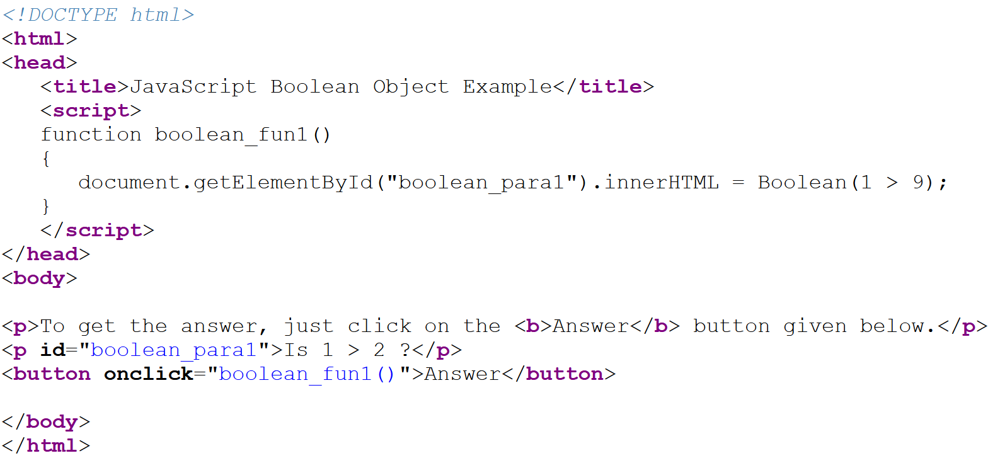 <!DOCTYPE html>
<html>
<head>
   <title>JavaScript Boolean Object Example</title>
   <script>
   function boolean_fun1()
   {
      document.getElementById("boolean_para1").innerHTML = Boolean(1 > 9);
   }
   </script>
</head>
<body>

<p>To get the answer, just click on the <b>Answer</b> button given below.</p>
<p id="boolean_para1">Is 1 > 2 ?</p>
<button onclick="boolean_fun1()">Answer</button>

</body>
</html>